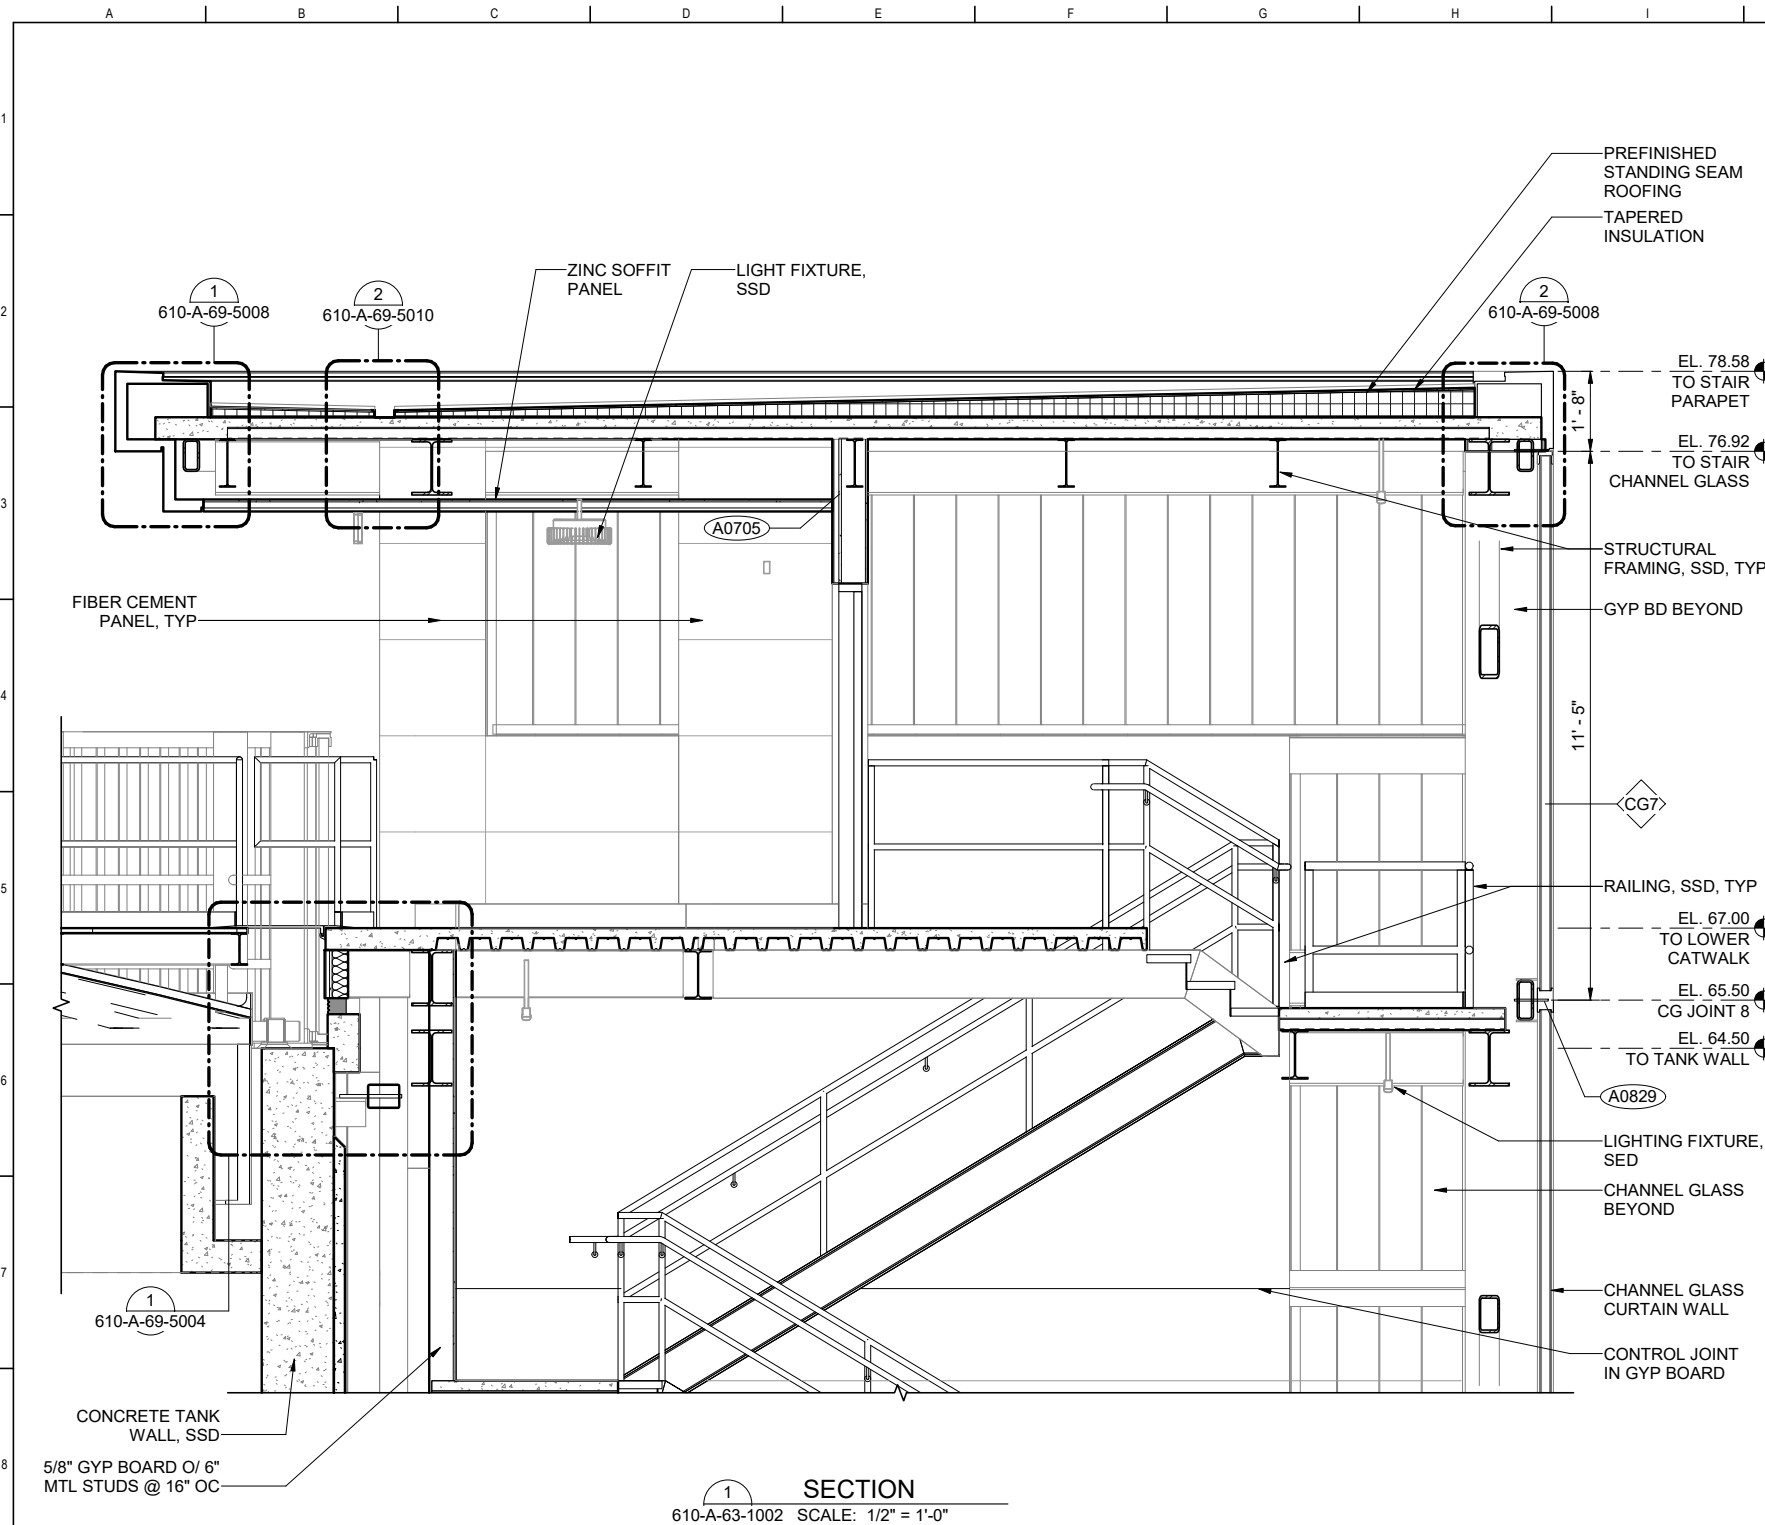 A B C D E F G H I
1
2
3
4
5
6
7
8
PREFINISHED
STANDING SEAM
ROOFING
TAPERED
INSULATION
ZINC SOFFIT
PANEL
LIGHT FIXTURE,
SSD
1
610-A-69-5008
2
610-A-69-5010
2
610-A-69-5008
EL. 78.58
TO STAIR
PARAPET
1' - 8"
EL. 76.92
TO STAIR
CHANNEL GLASS
A0705
STRUCTURAL
FRAMING, SSD, TYP
FIBER CEMENT
PANEL, TYP
GYP BD BEYOND
11' - 5"
CG7
RAILING, SSD, TYP
EL. 67.00
TO LOWER
CATWALK
EL. 65.50
CG JOINT 8
EL. 64.50
TO TANK WALL
A0829
LIGHTING FIXTURE,
SED
CHANNEL GLASS
BEYOND
1
610-A-69-5004
CHANNEL GLASS
CURTAIN WALL
CONTROL JOINT
IN GYP BOARD
CONCRETE TANK
WALL, SSD
5/8" GYP BOARD O/ 6"
MTL STUDS @ 16" OC
1
SECTION
610-A-63-1002 SCALE: 1/2" = 1'-0"